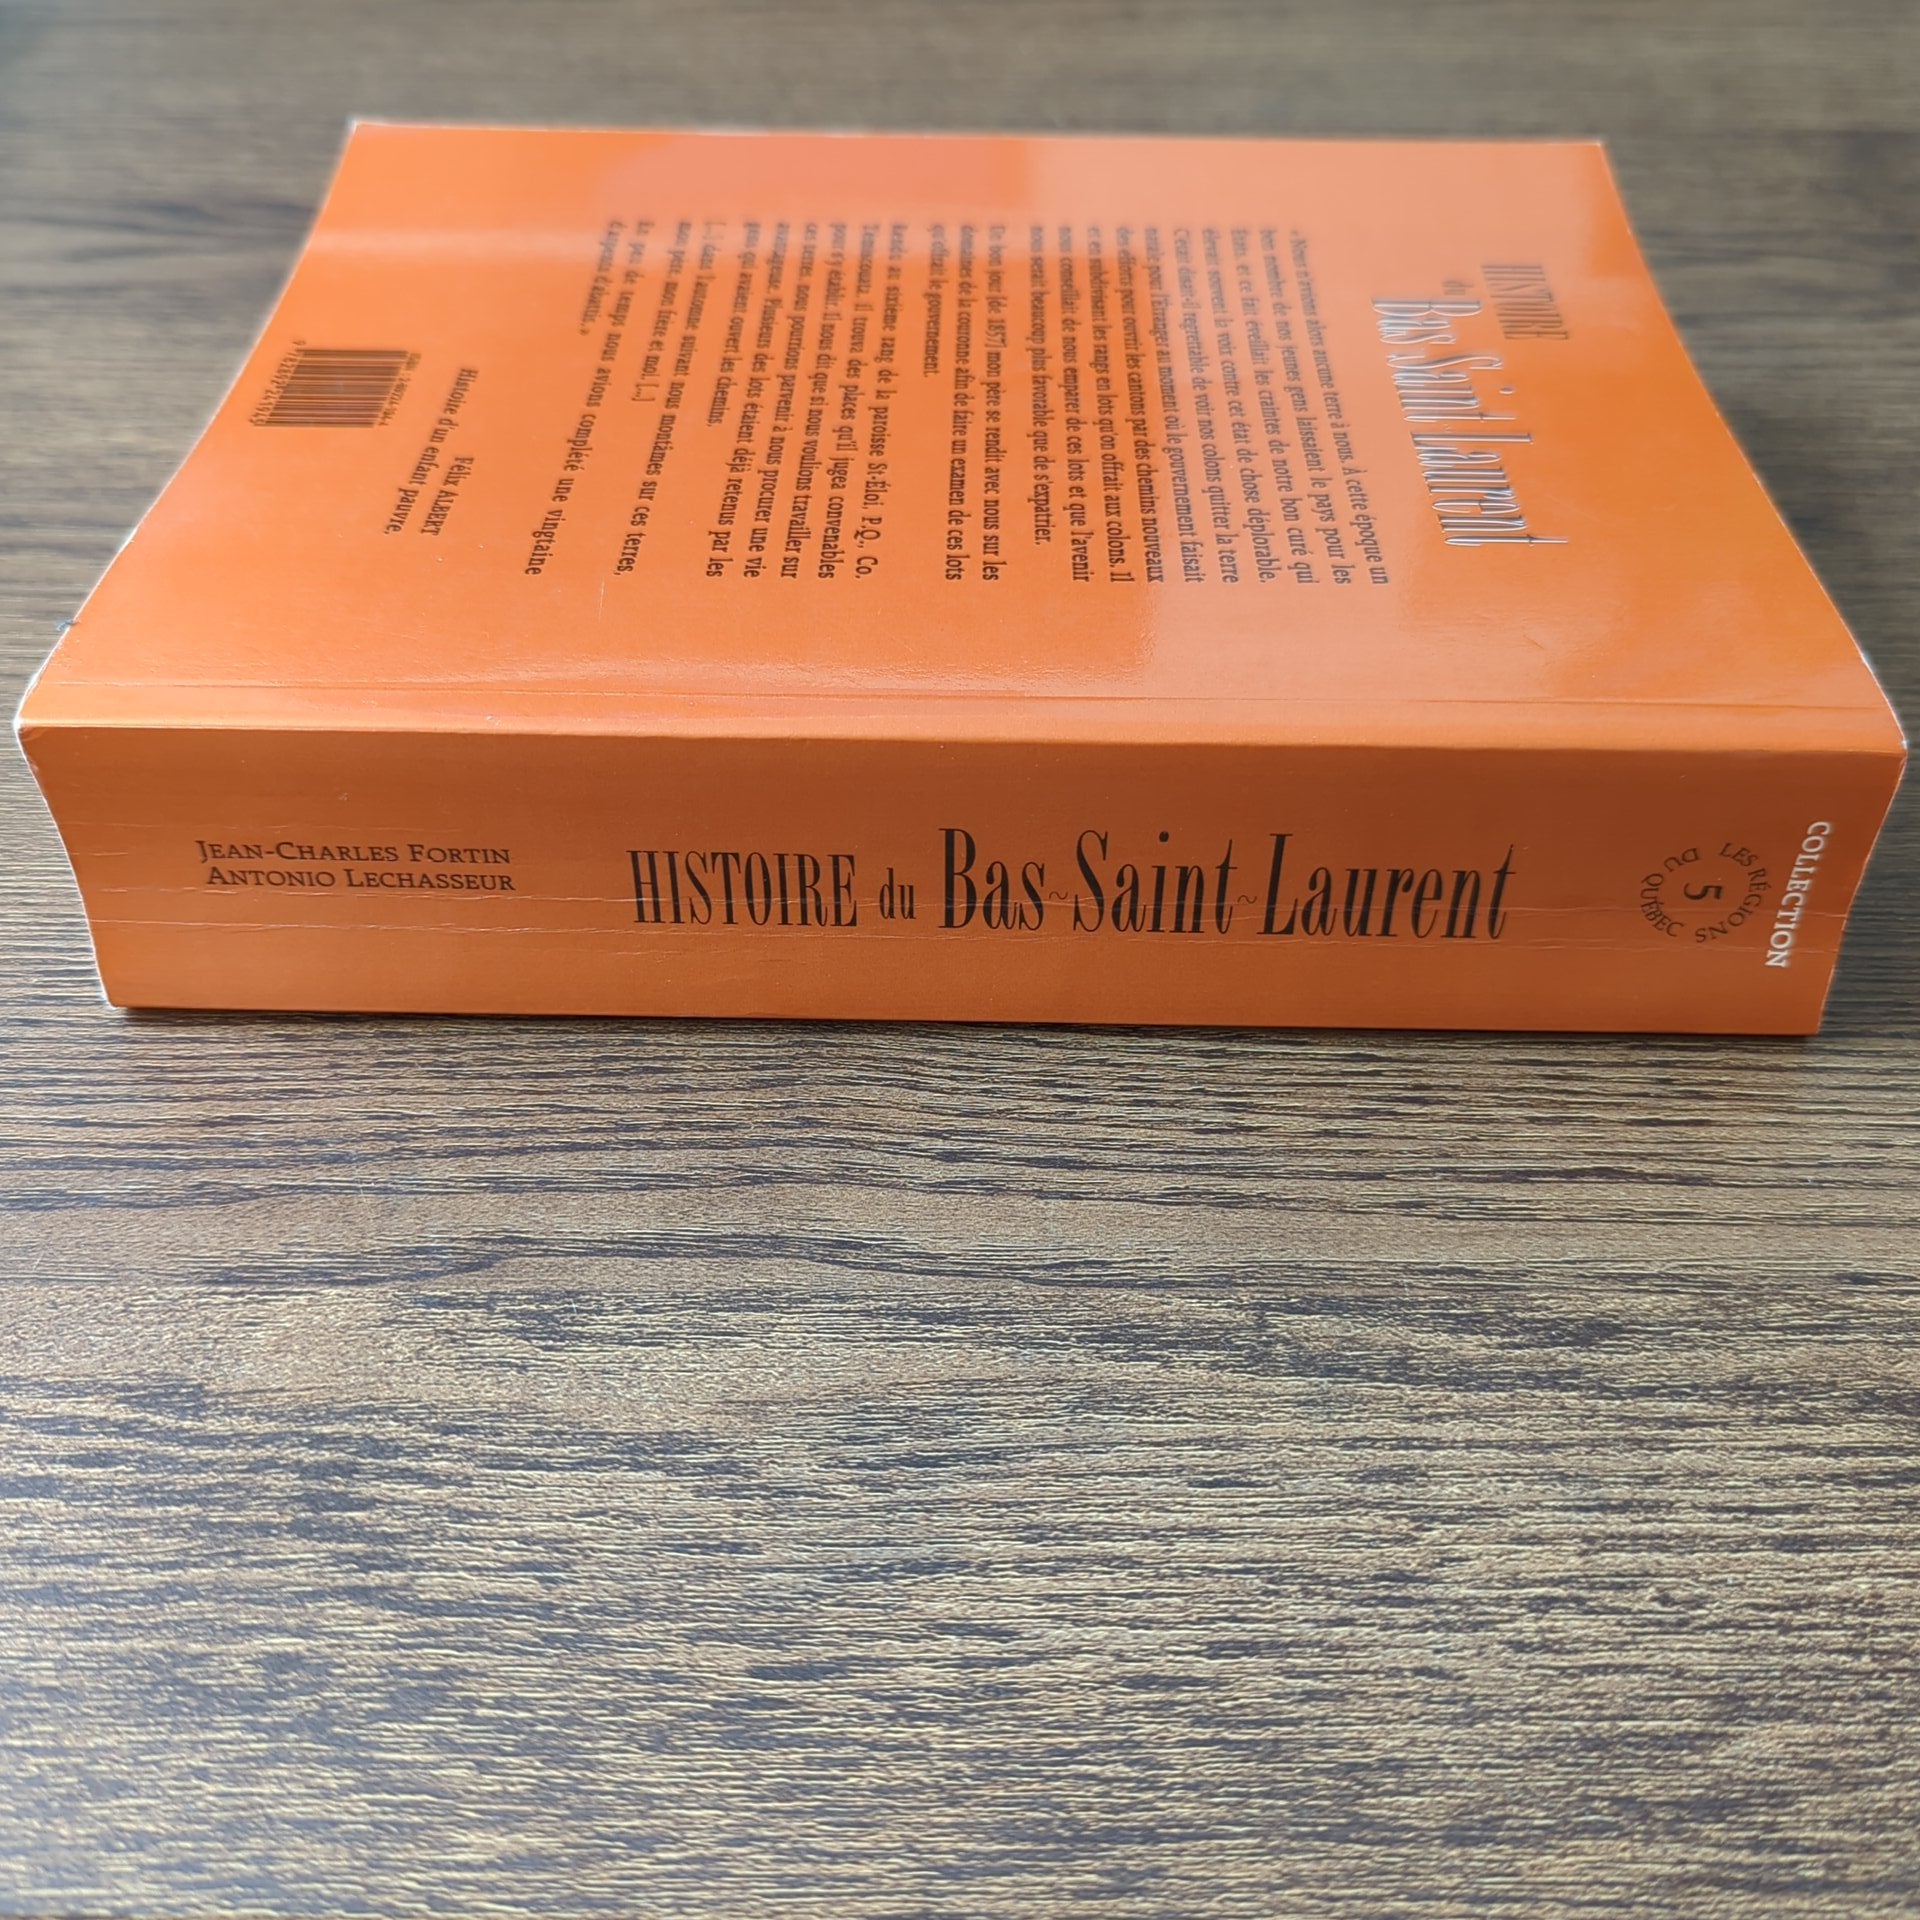 JEAN-CHARLES FORTIN
ANTONIO LECHASSEUR
HISTOIRE du Bas~Saint~Laurent
LES RÉGIONS
DU QUÉBEC
5
COLLECTION
HISTOIRE
du
Bas~Saint~Laurent
« Nous n'avions alors aucune terre à nous. À cette époque un
bon nombre de nos jeunes gens laissaient le pays pour les
États, et ce fait éveillait les craintes de notre bon curé qui
élevait souvent la voix contre cet état de chose déplorable.
C'était disait-il regrettable de voir nos colons quitter la terre
natale pour l'Étranger au moment où le gouvernement faisait
des efforts pour ouvrir les cantons par des chemins nouveaux
et en subdivisant les rangs en lots qu'on offrait aux colons. Il
nous conseillait de nous emparer de ces lots et que l'avenir
nous serait beaucoup plus favorable que de s'expatrier.
Un bon jour [de 1857] mon père se rendit avec nous sur les
domaines de la couronne afin de faire un examen de ces lots
qu'offrait le gouvernement.
Rendu au sixième rang de la paroisse St-Éloi, P.Q., Co.
Témiscouata, il trouva des places qu'il jugea convenables
pour s'y établir. Il nous dit que si nous voulions travailler sur
ces terres nous pourrions parvenir à nous procurer une vie
avantageuse. Plusieurs des lots étaient déjà retenus par les
gens qui avaient ouvert les chemins.
[...] dans l'automne suivant nous montâmes sur ces terres,
mon père, mon frère et moi. [...]
En peu de temps nous avions complété une vingtaine
d'arpents d'abattis...
Félix ALBERT
Histoire d'un enfant pauvre,